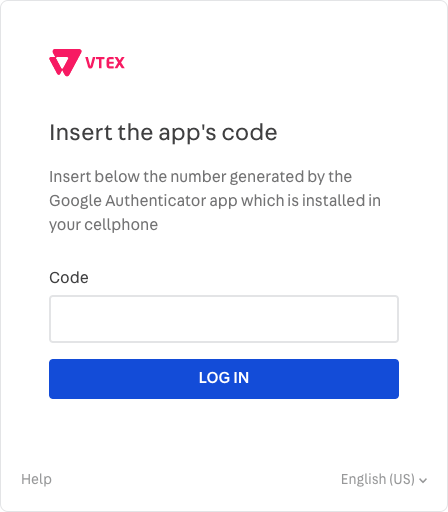 VTEX
Insert the app's code
Insert below the number generated by the
Google Authenticator app which is installed in
your cellphone
Code
LOG IN
Help
English (US)